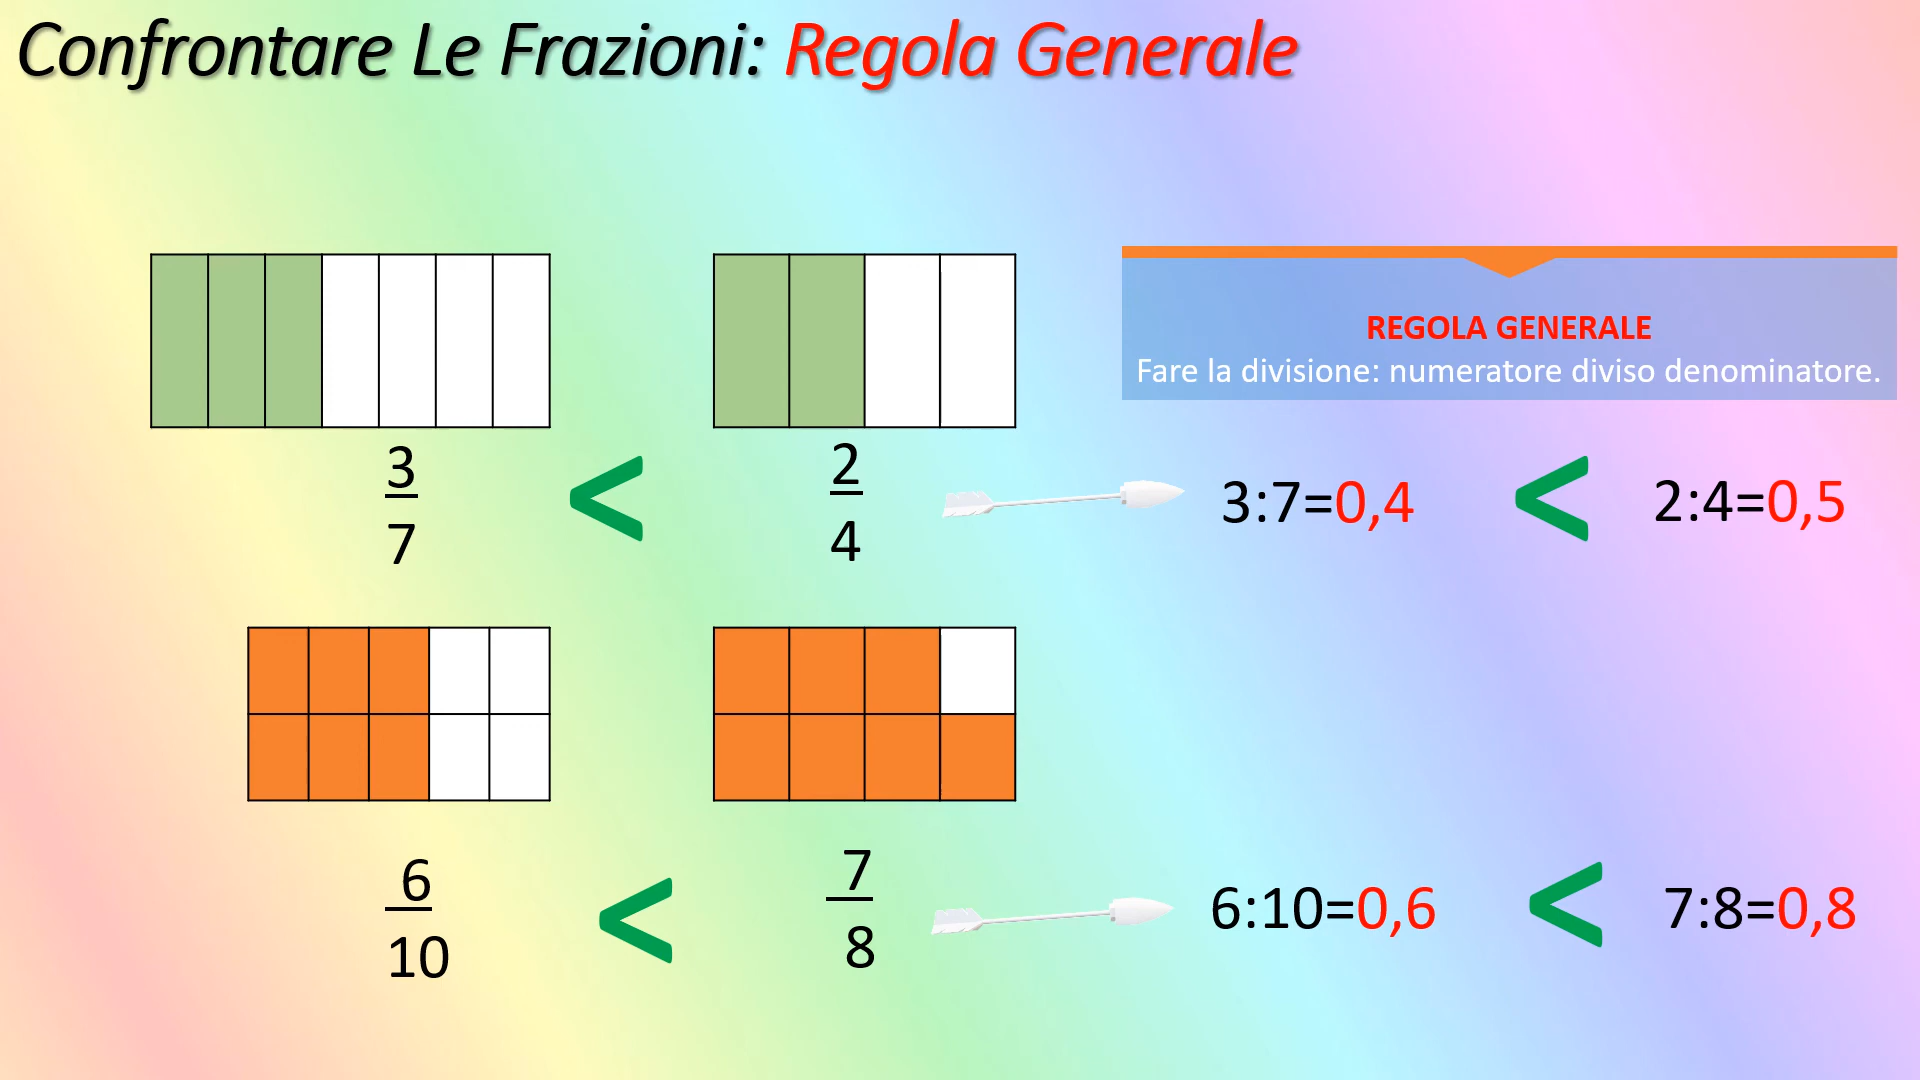 Confrontare Le Frazioni: Regola Generale
REGOLA GENERALE
Fare la divisione: numeratore diviso denominatore.
3
7
<
2
4
3:7=0,4 < 2:4=0,5
6
10
<
7
8
6:10=0,6 < 7:8=0,8